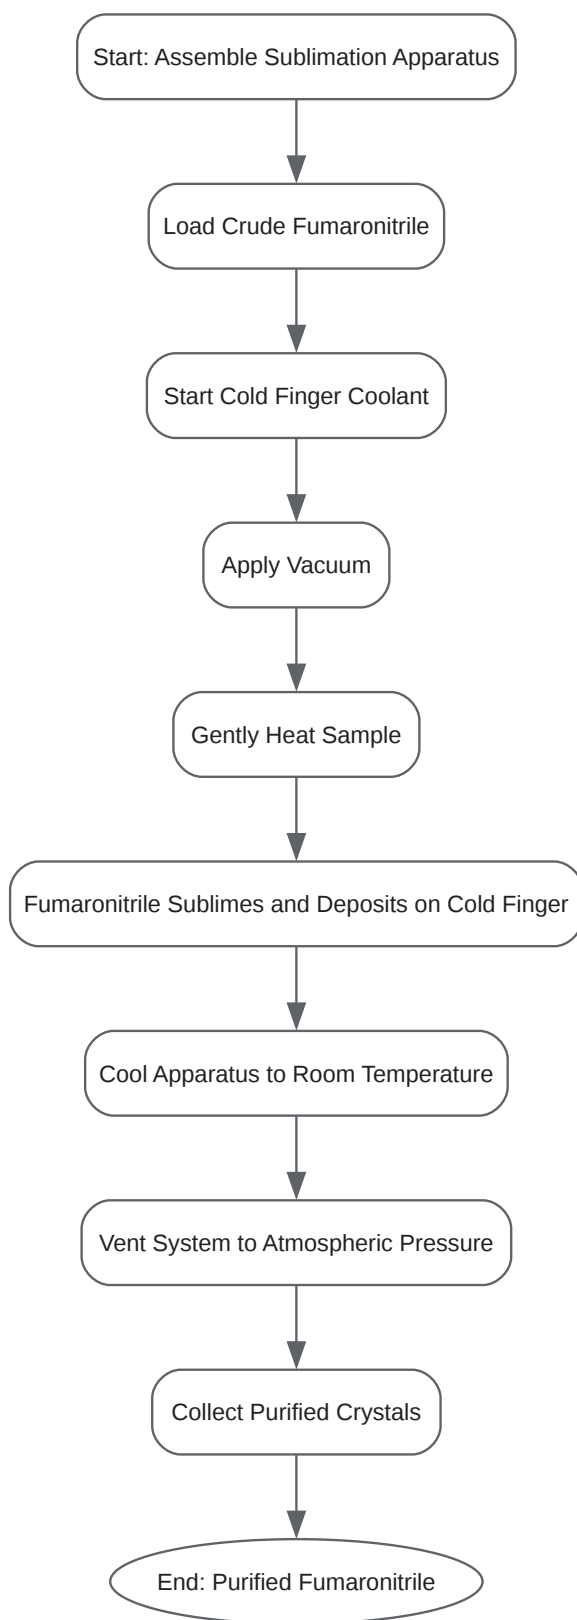 Start: Assemble Sublimation Apparatus
Load Crude Fumaronitrile
Start Cold Finger Coolant
Apply Vacuum
Gently Heat Sample
Fumaronitrile Sublimes and Deposits on Cold Finger
Cool Apparatus to Room Temperature
Vent System to Atmospheric Pressure
Collect Purified Crystals
End: Purified Fumaronitrile